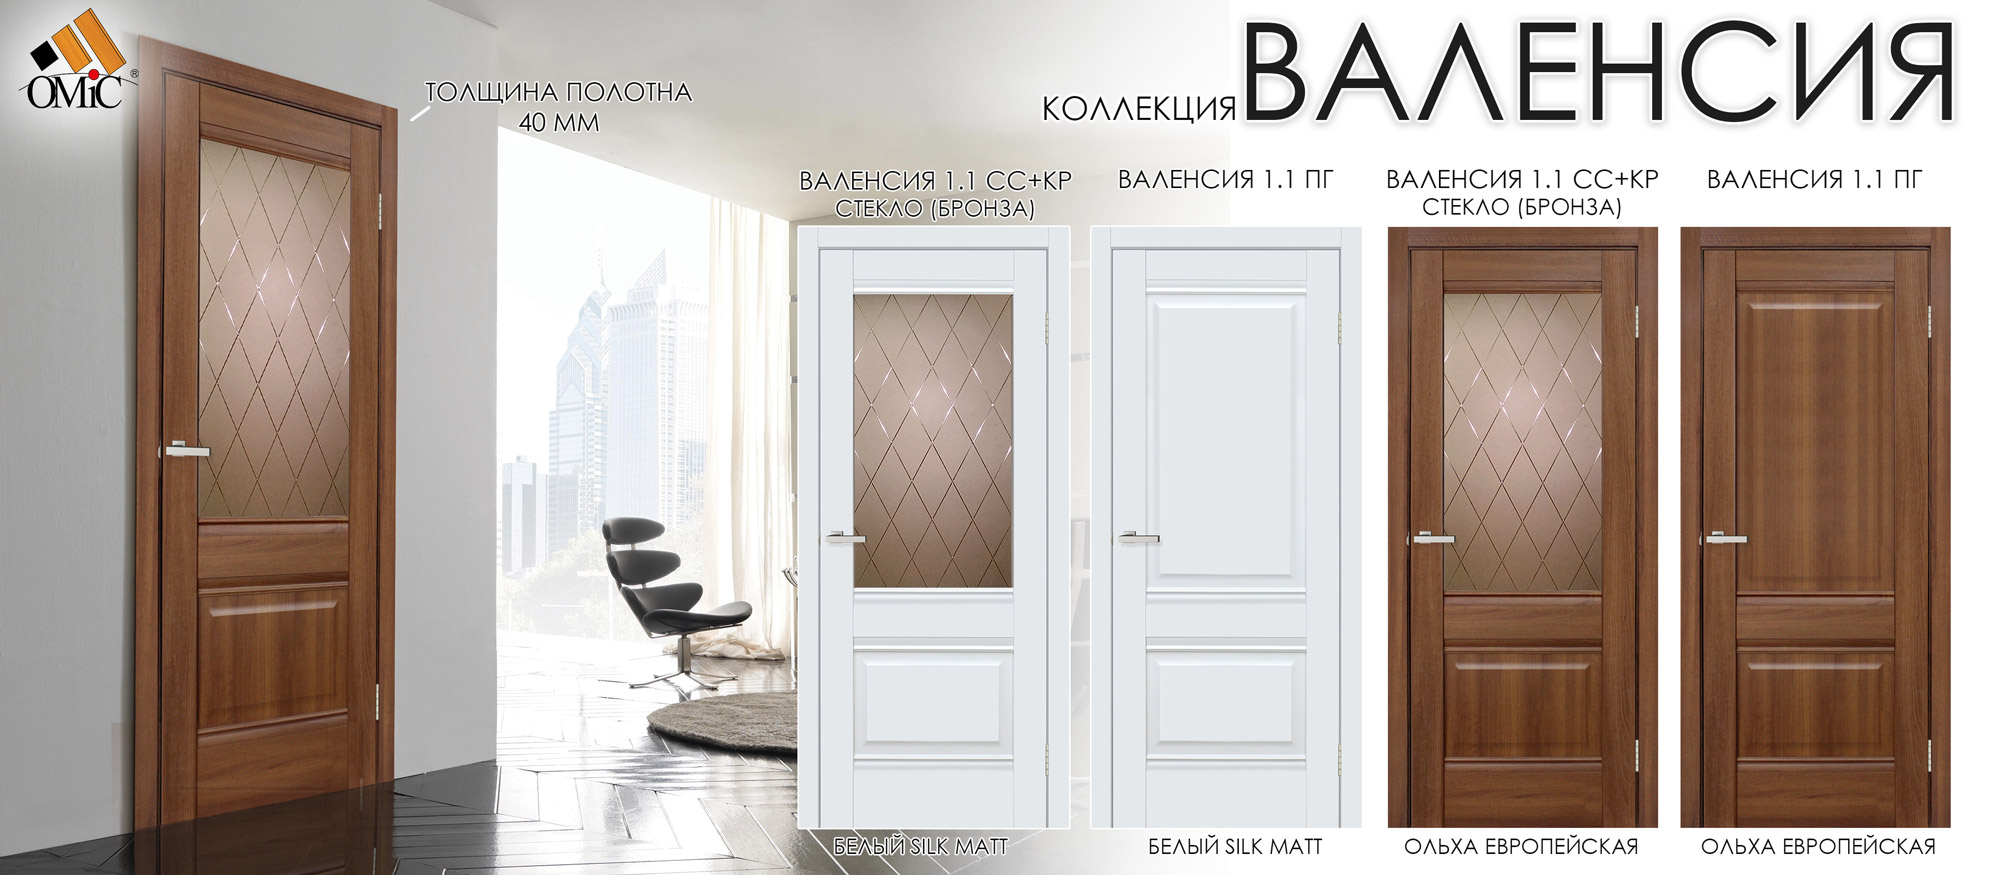 ОМіС ®
ТОЛЩИНА ПОЛОТНА
40 ММ
КОЛЛЕКЦИЯ ВАЛЕНСИЯ
ВАЛЕНСИЯ 1.1 СС+КР
СТЕКЛО (БРОНЗА)
ВАЛЕНСИЯ 1.1 ПГ
ВАЛЕНСИЯ 1.1 СС+КР
СТЕКЛО (БРОНЗА)
ВАЛЕНСИЯ 1.1 ПГ
БЕЛЫЙ SILK MATT
БЕЛЫЙ SILK MATT
ОЛЬХА ЕВРОПЕЙСКАЯ
ОЛЬХА ЕВРОПЕЙСКАЯ